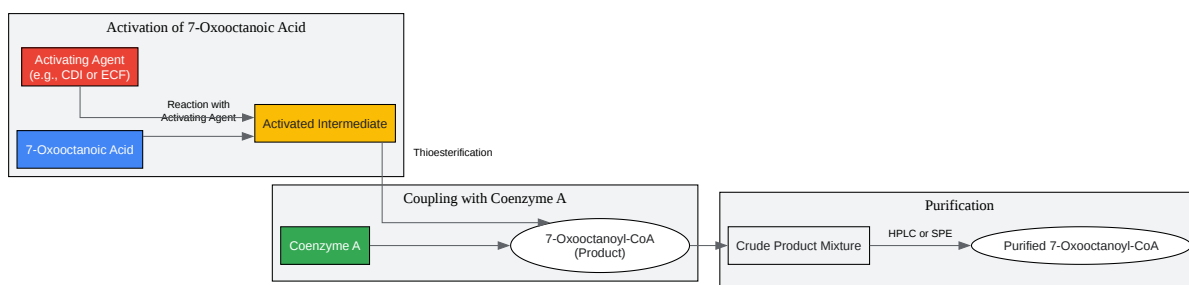 Activation of 7-Oxooctanoic Acid
Activating Agent
(e.g., CDI or ECF)
Reaction with
Activating Agent
Activated Intermediate
7-Oxooctanoic Acid
Thioesterification
Coupling with Coenzyme A
Coenzyme A
7-Oxooctanoyl-CoA
(Product)
Purification
Crude Product Mixture
HPLC or SPE
Purified 7-Oxooctanoyl-CoA